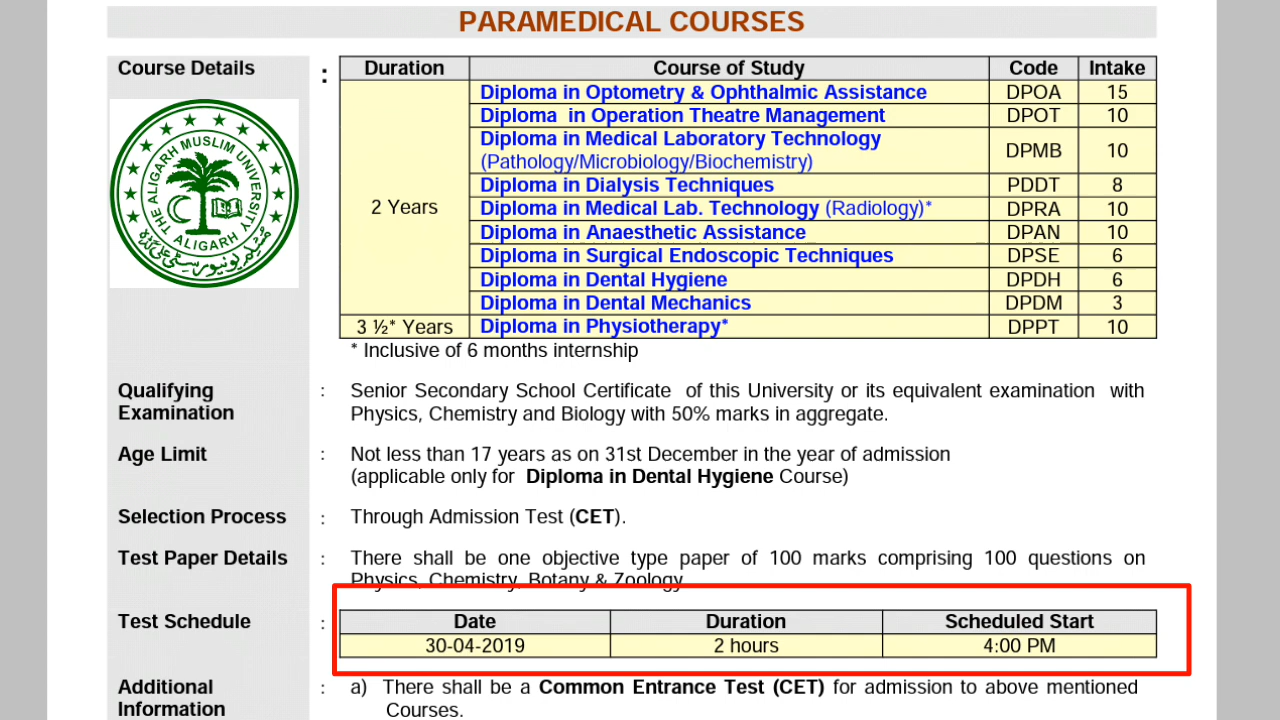 PARAMEDICAL COURSES
Course Details :
THE ALIGARH MUSLIM UNIVERSITY
ALIGARH
Duration Course of Study Code Intake
2 Years
Diploma in Optometry & Ophthalmic Assistance DPOA 15
Diploma in Operation Theatre Management DPOT 10
Diploma in Medical Laboratory Technology
(Pathology/Microbiology/Biochemistry) DPMB 10
Diploma in Dialysis Techniques PDDT 8
Diploma in Medical Lab. Technology (Radiology)* DPRA 10
Diploma in Anaesthetic Assistance DPAN 10
Diploma in Surgical Endoscopic Techniques DPSE 6
Diploma in Dental Hygiene DPDH 6
Diploma in Dental Mechanics DPDM 3
3 ½* Years Diploma in Physiotherapy* DPPT 10
* Inclusive of 6 months internship
Qualifying Examination : Senior Secondary School Certificate of this University or its equivalent examination with
Physics, Chemistry and Biology with 50% marks in aggregate.
Age Limit : Not less than 17 years as on 31st December in the year of admission
(applicable only for Diploma in Dental Hygiene Course)
Selection Process : Through Admission Test (CET).
Test Paper Details : There shall be one objective type paper of 100 marks comprising 100 questions on
Physics, Chemistry, Botany & Zoology
Test Schedule : Date Duration Scheduled Start
30-04-2019 2 hours 4:00 PM
Additional Information : a) There shall be a Common Entrance Test (CET) for admission to above mentioned
Courses.